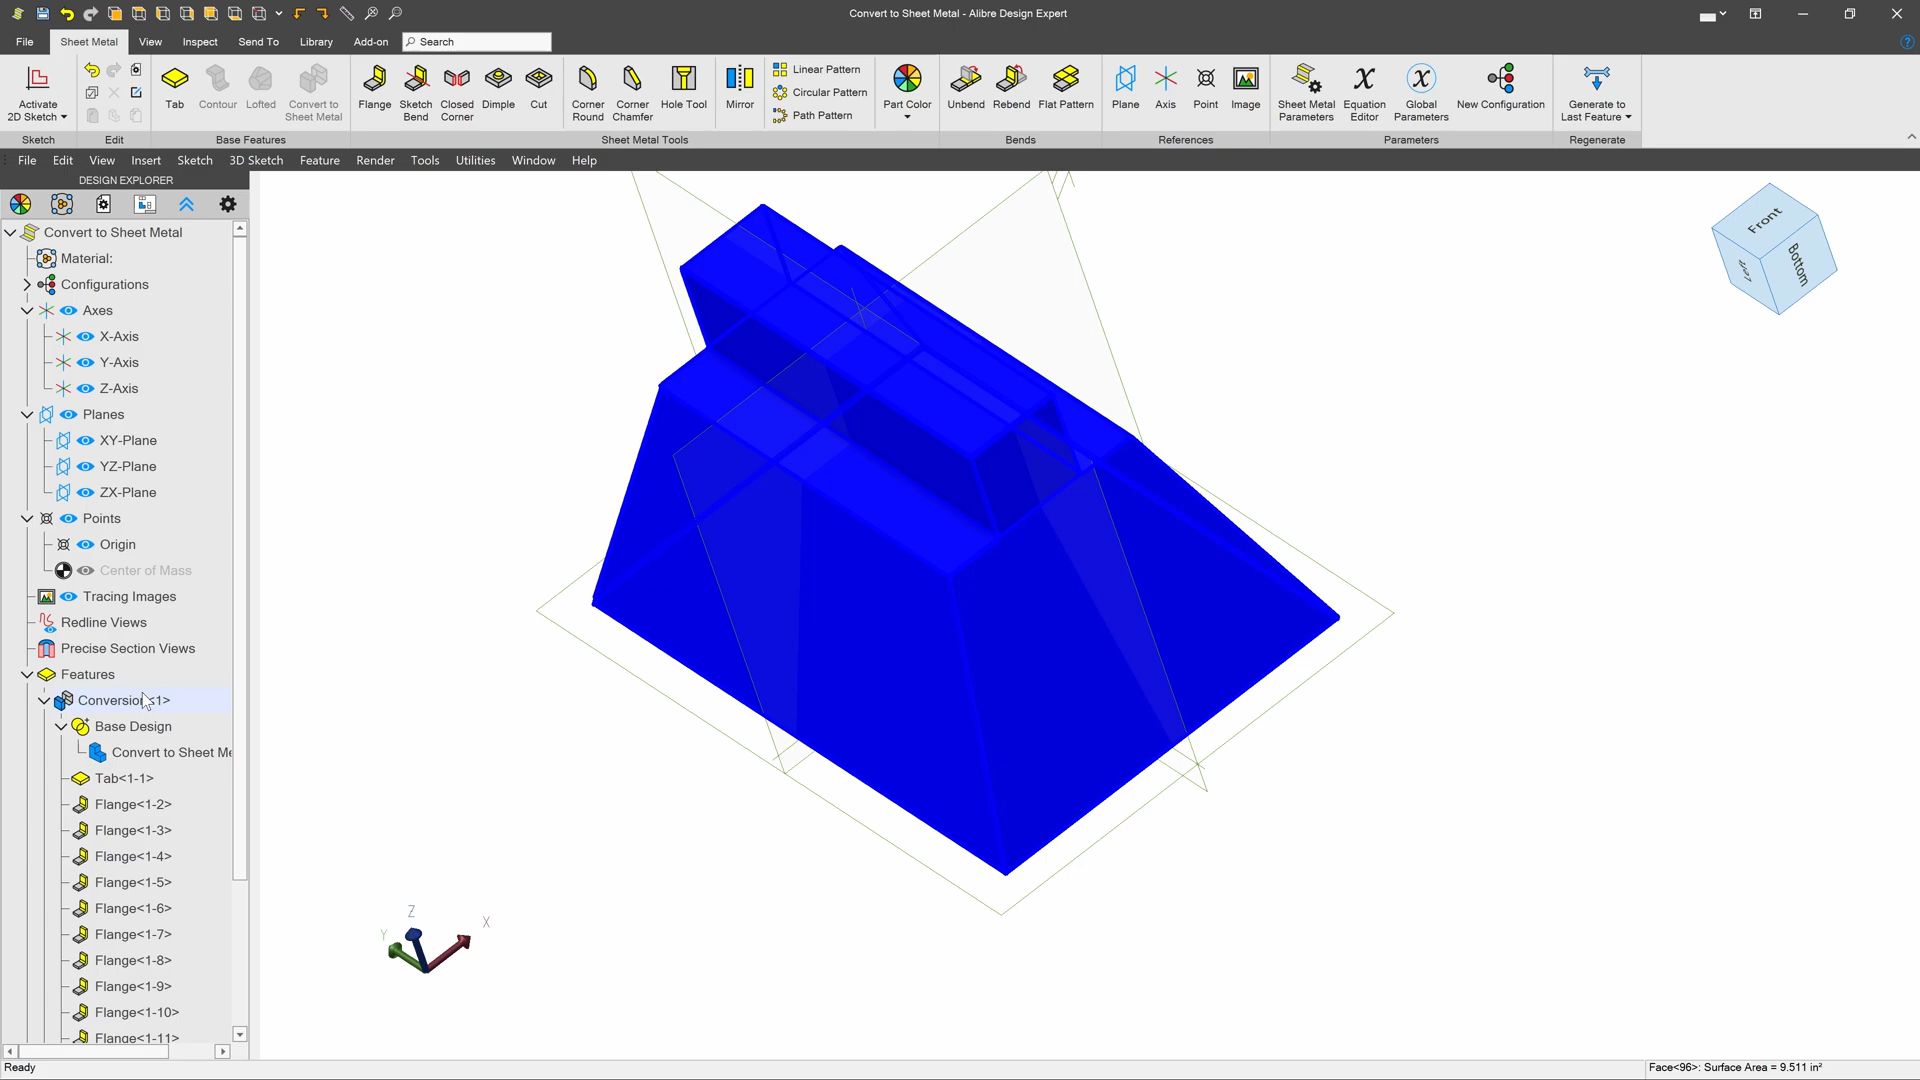 Convert to Sheet Metal - Alibre Design Expert
File Sheet Metal View Inspect Send To Library Add-on Search
Activate
2D Sketch
Tab Contour Lofted Convert to
Sheet Metal
Flange Sketch
Bend Closed
Corner Dimple Cut
Corner
Round Corner
Chamfer Hole Tool Mirror
Linear Pattern
Circular Pattern
Path Pattern
Part Color
Unbend Rebend Flat Pattern
Plane Axis Point Image
Sheet Metal
Parameters Equation
Editor Global
Parameters New Configuration
Generate to
Last Feature
Sketch Edit Base Features Sheet Metal Tools Bends References Parameters Regenerate
File Edit View Insert Sketch 3D Sketch Feature Render Tools Utilities Window Help
DESIGN EXPLORER
Convert to Sheet Metal
Material:
Configurations
Axes
X-Axis
Y-Axis
Z-Axis
Planes
XY-Plane
YZ-Plane
ZX-Plane
Points
Origin
Center of Mass
Tracing Images
Redline Views
Precise Section Views
Features
Conversion<1>
Base Design
Convert to Sheet Me
Tab<1-1>
Flange<1-2>
Flange<1-3>
Flange<1-4>
Flange<1-5>
Flange<1-6>
Flange<1-7>
Flange<1-8>
Flange<1-9>
Flange<1-10>
Flange<1-11>
Front
Left
Bottom
Z
X
Y
Ready
Face<96>: Surface Area = 9.511 in²